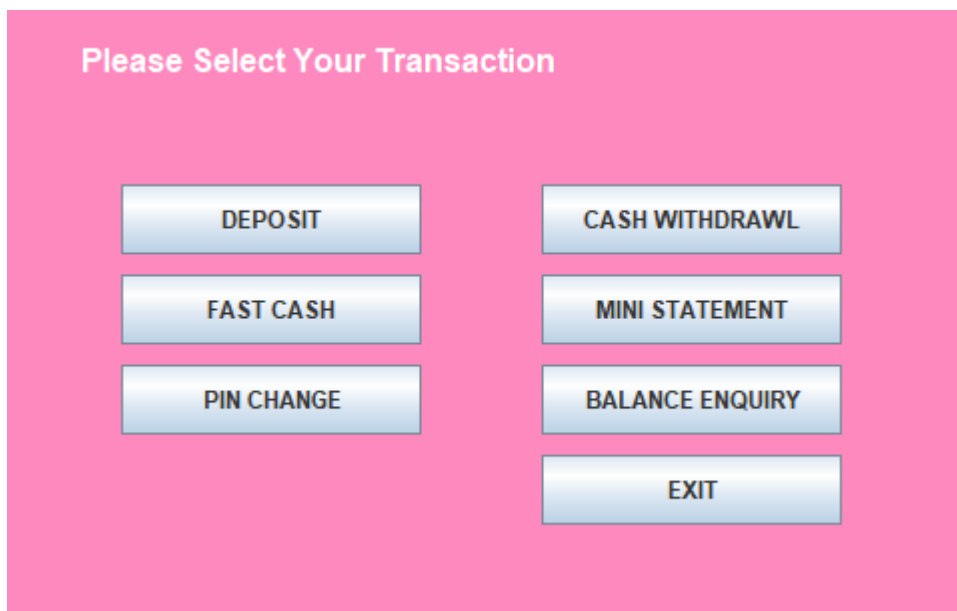 Please Select Your Transaction
DEPOSIT
CASH WITHDRAWL
FAST CASH
MINI STATEMENT
PIN CHANGE
BALANCE ENQUIRY
EXIT